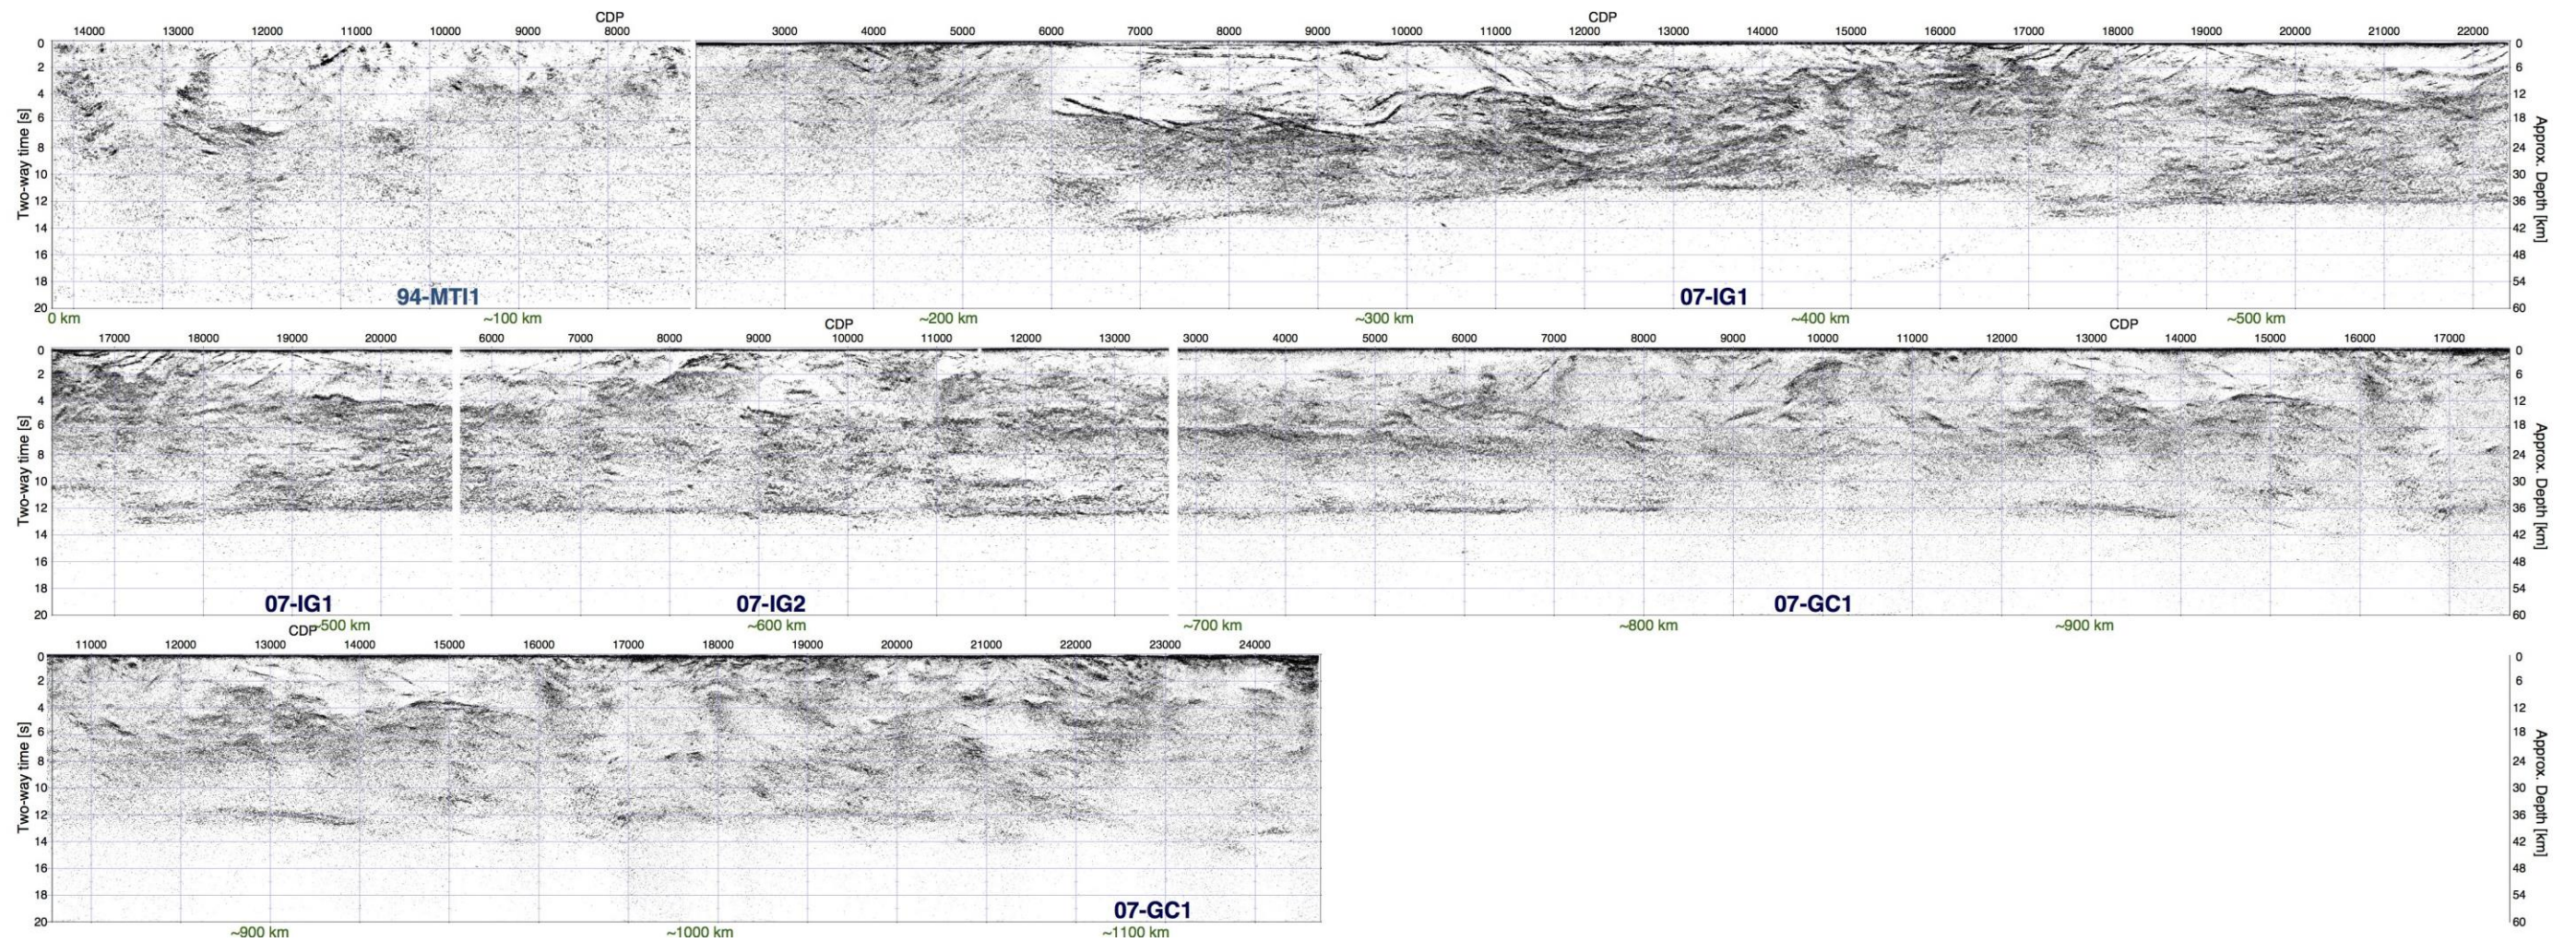 CDP CDP
14000 13000 12000 11000 10000 9000 8000 3000 4000 5000 6000 7000 8000 9000 10000 11000 12000 13000 14000 15000 16000 17000 18000 19000 20000 21000 22000
Two-way time [s]
0 2 4 6 8 10 12 14 16 18 20
0 6 12 18 24 30 36 42 48 54 60
Approx. Depth [km]
94-MTI1 07-IG1
0 km ~100 km ~200 km ~300 km ~400 km ~500 km
CDP CDP
17000 18000 19000 20000 6000 7000 8000 9000 10000 11000 12000 13000 3000 4000 5000 6000 7000 8000 9000 10000 11000 12000 13000 14000 15000 16000 17000
Two-way time [s]
0 2 4 6 8 10 12 14 16 18 20
0 6 12 18 24 30 36 42 48 54 60
Approx. Depth [km]
07-IG1 07-IG2 07-GC1
~500 km ~600 km ~700 km ~800 km ~900 km
CDP
11000 12000 13000 14000 15000 16000 17000 18000 19000 20000 21000 22000 23000 24000
Two-way time [s]
0 2 4 6 8 10 12 14 16 18 20
0 6 12 18 24 30 36 42 48 54 60
Approx. Depth [km]
07-GC1
~900 km ~1000 km ~1100 km